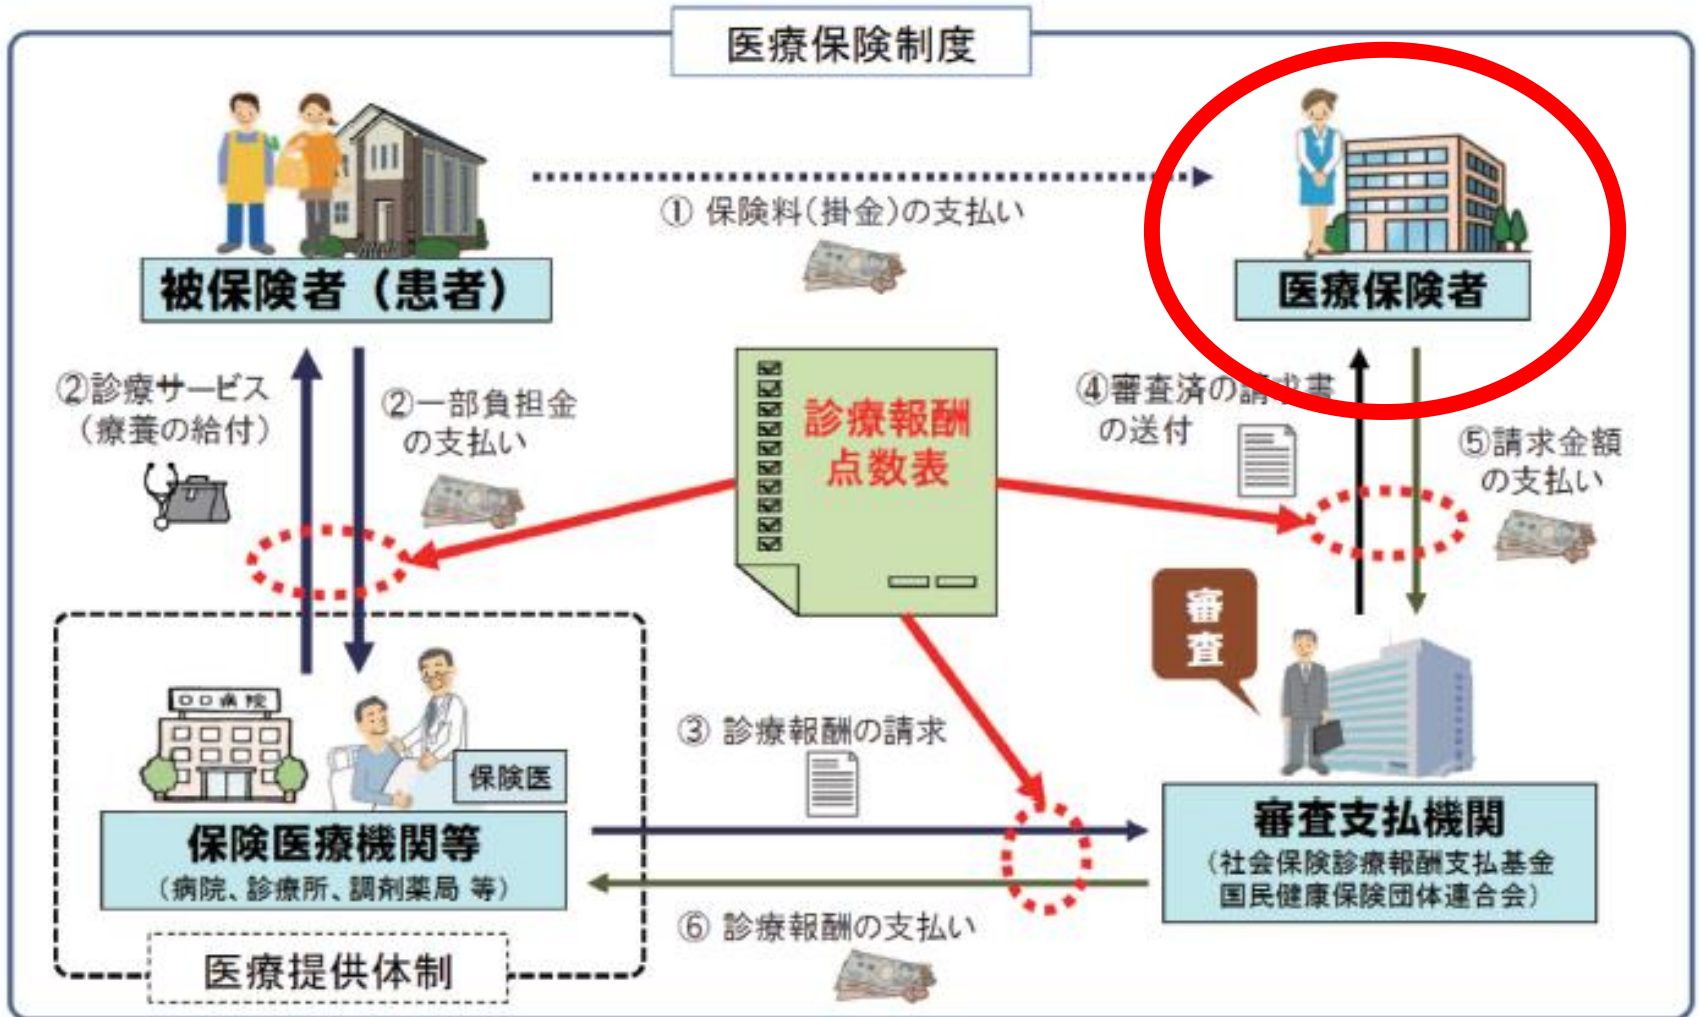 医療保険制度
① 保険料(掛金)の支払い
被保険者（患者）
医療保険者
②診療サービス
（療養の給付）
②一部負担金
の支払い
診療報酬
点数表
④審査済の請求書
の送付
⑤請求金額
の支払い
審
査
ロロ病院
保険医
③ 診療報酬の請求
保険医療機関等
（病院、診療所、調剤薬局 等）
審査支払機関
（社会保険診療報酬支払基金
国民健康保険団体連合会）
⑥ 診療報酬の支払い
医療提供体制